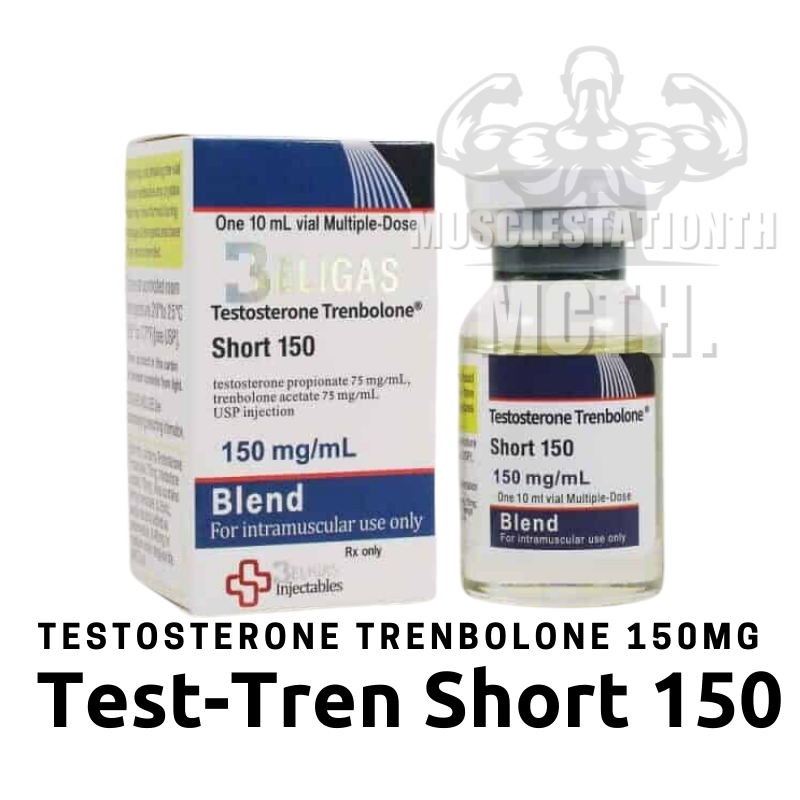 One 10 mL vial Multiple-Dose
3ELIGAS
Testosterone Trenbolone®
Short 150
testosterone propionate 75 mg/mL,
trenbolone acetate 75 mg/mL
USP injection
150 mg/mL
Blend
For intramuscular use only
Rx only
3ELIGAS
Injectables
MUSCLESTATIONTH
MCTH.
Testosterone Trenbolone®
Short 150
150 mg/mL
One 10 ml vial Multiple-Dose
Blend
For intramuscular use only
TESTOSTERONE TRENBOLONE 150MG
Test-Tren Short 150